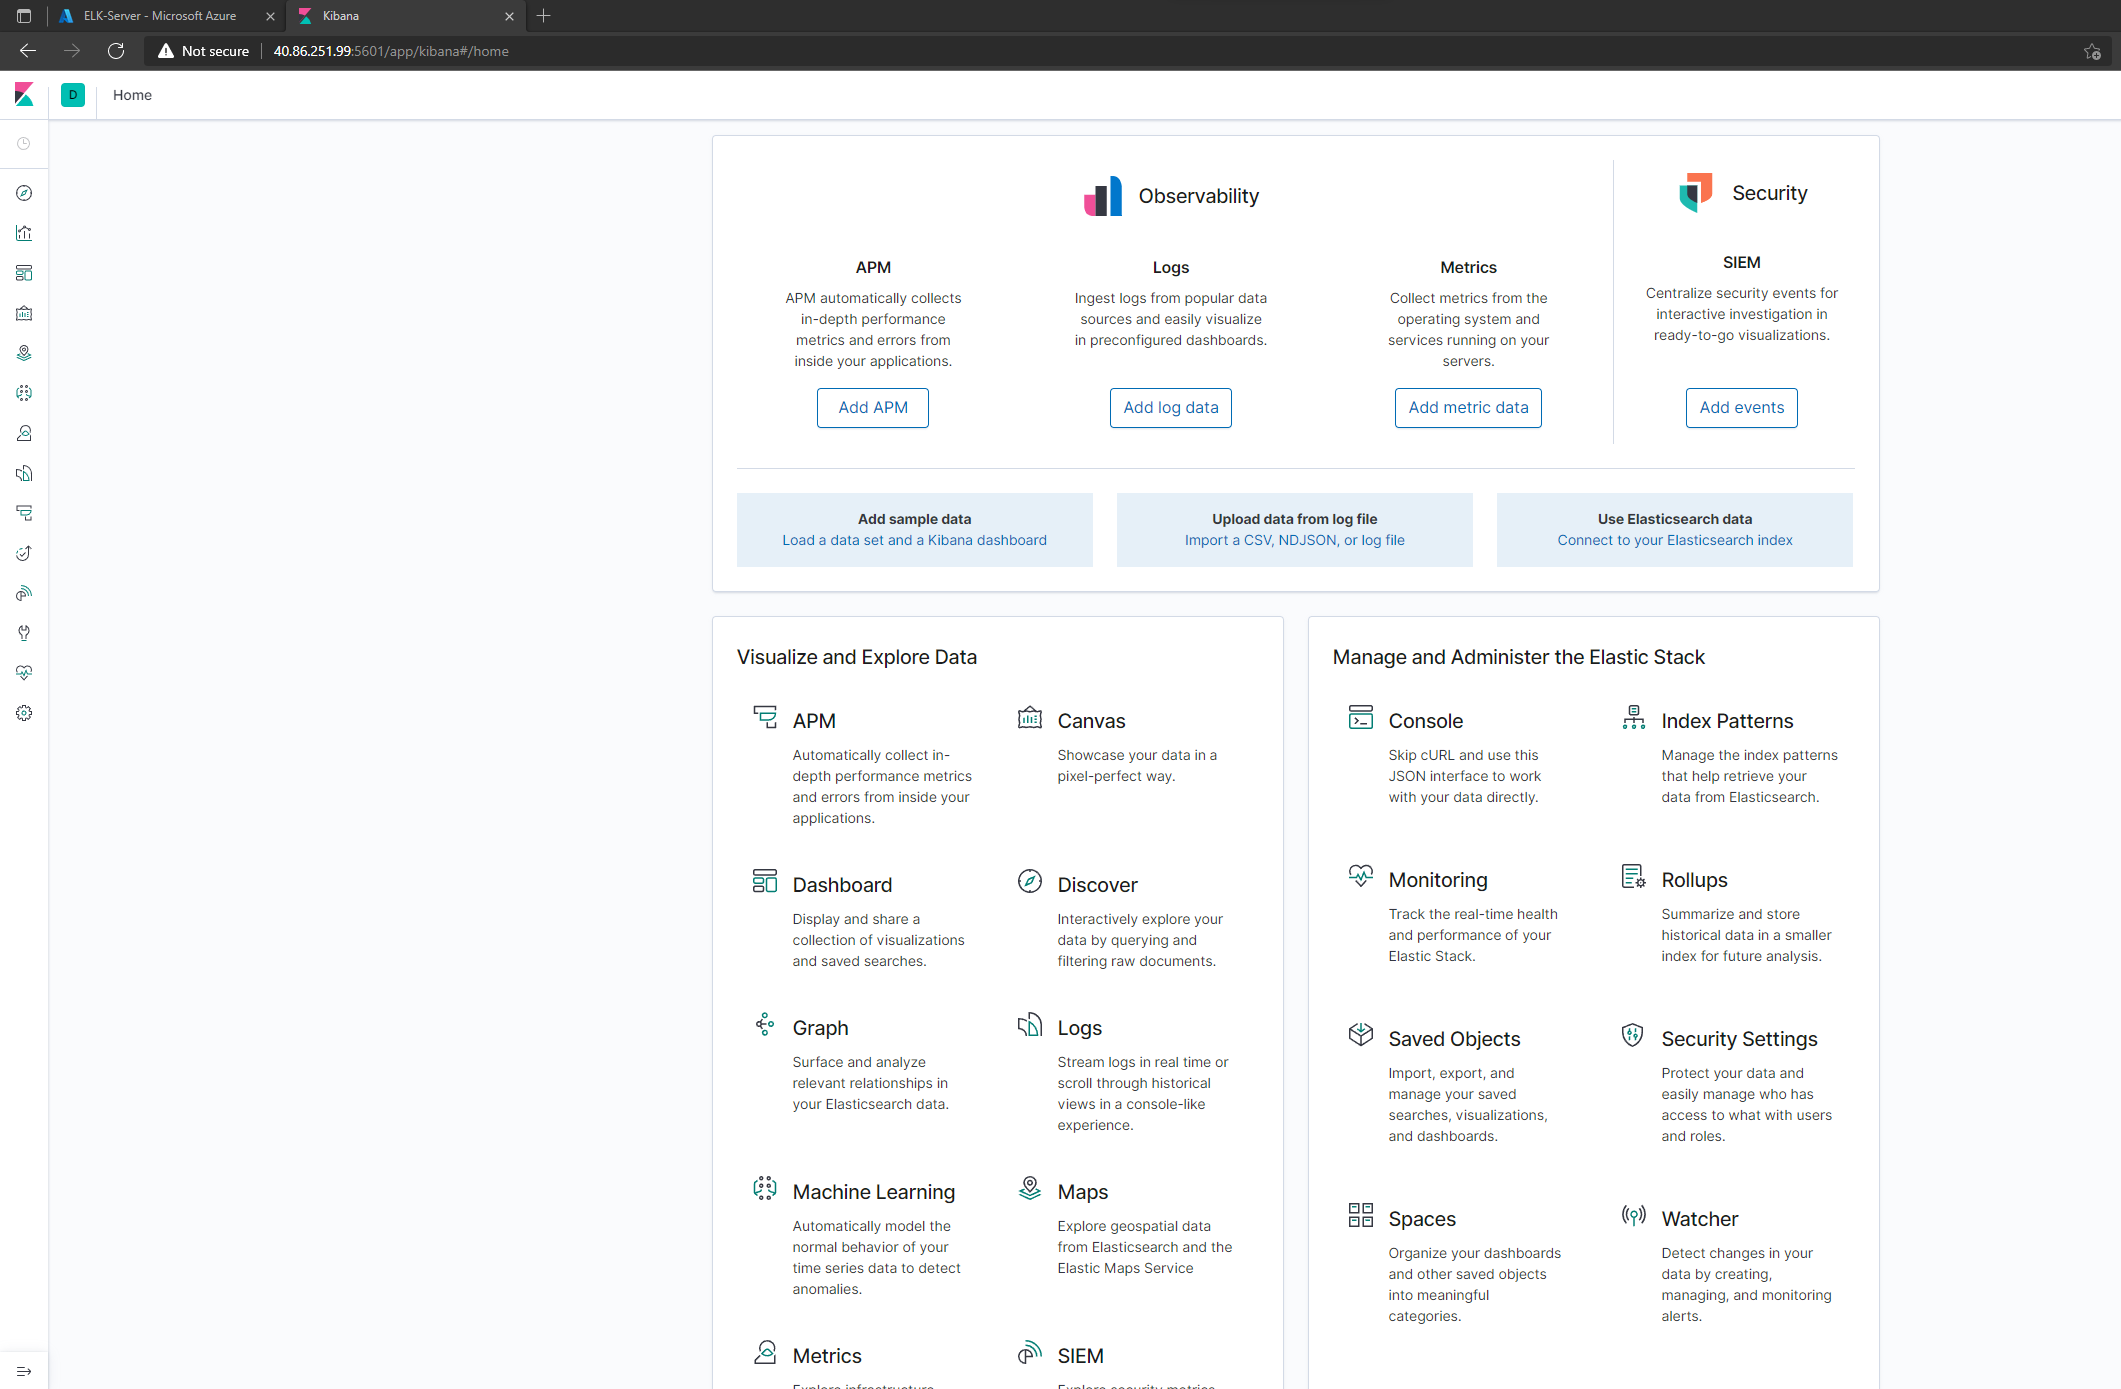 ELK-Server - Microsoft Azure
Kibana
Not secure
40.86.251.99:5601/app/kibana#/home
D
Home
Observability
Security
APM
APM automatically collects
in-depth performance
metrics and errors from
inside your applications.
Add APM
Logs
Ingest logs from popular data
sources and easily visualize
in preconfigured dashboards.
Add log data
Metrics
Collect metrics from the
operating system and
services running on your
servers.
Add metric data
SIEM
Centralize security events for
interactive investigation in
ready-to-go visualizations.
Add events
Add sample data
Load a data set and a Kibana dashboard
Upload data from log file
Import a CSV, NDJSON, or log file
Use Elasticsearch data
Connect to your Elasticsearch index
Visualize and Explore Data
APM
Automatically collect in-
depth performance metrics
and errors from inside your
applications.
Canvas
Showcase your data in a
pixel-perfect way.
Dashboard
Display and share a
collection of visualizations
and saved searches.
Discover
Interactively explore your
data by querying and
filtering raw documents.
Graph
Surface and analyze
relevant relationships in
your Elasticsearch data.
Logs
Stream logs in real time or
scroll through historical
views in a console-like
experience.
Machine Learning
Automatically model the
normal behavior of your
time series data to detect
anomalies.
Maps
Explore geospatial data
from Elasticsearch and the
Elastic Maps Service
Metrics
Explore infrastructure
SIEM
Explore security metrics
Manage and Administer the Elastic Stack
Console
Skip cURL and use this
JSON interface to work
with your data directly.
Index Patterns
Manage the index patterns
that help retrieve your
data from Elasticsearch.
Monitoring
Track the real-time health
and performance of your
Elastic Stack.
Rollups
Summarize and store
historical data in a smaller
index for future analysis.
Saved Objects
Import, export, and
manage your saved
searches, visualizations,
and dashboards.
Security Settings
Protect your data and
easily manage who has
access to what with users
and roles.
Spaces
Organize your dashboards
and other saved objects
into meaningful
categories.
Watcher
Detect changes in your
data by creating,
managing, and monitoring
alerts.